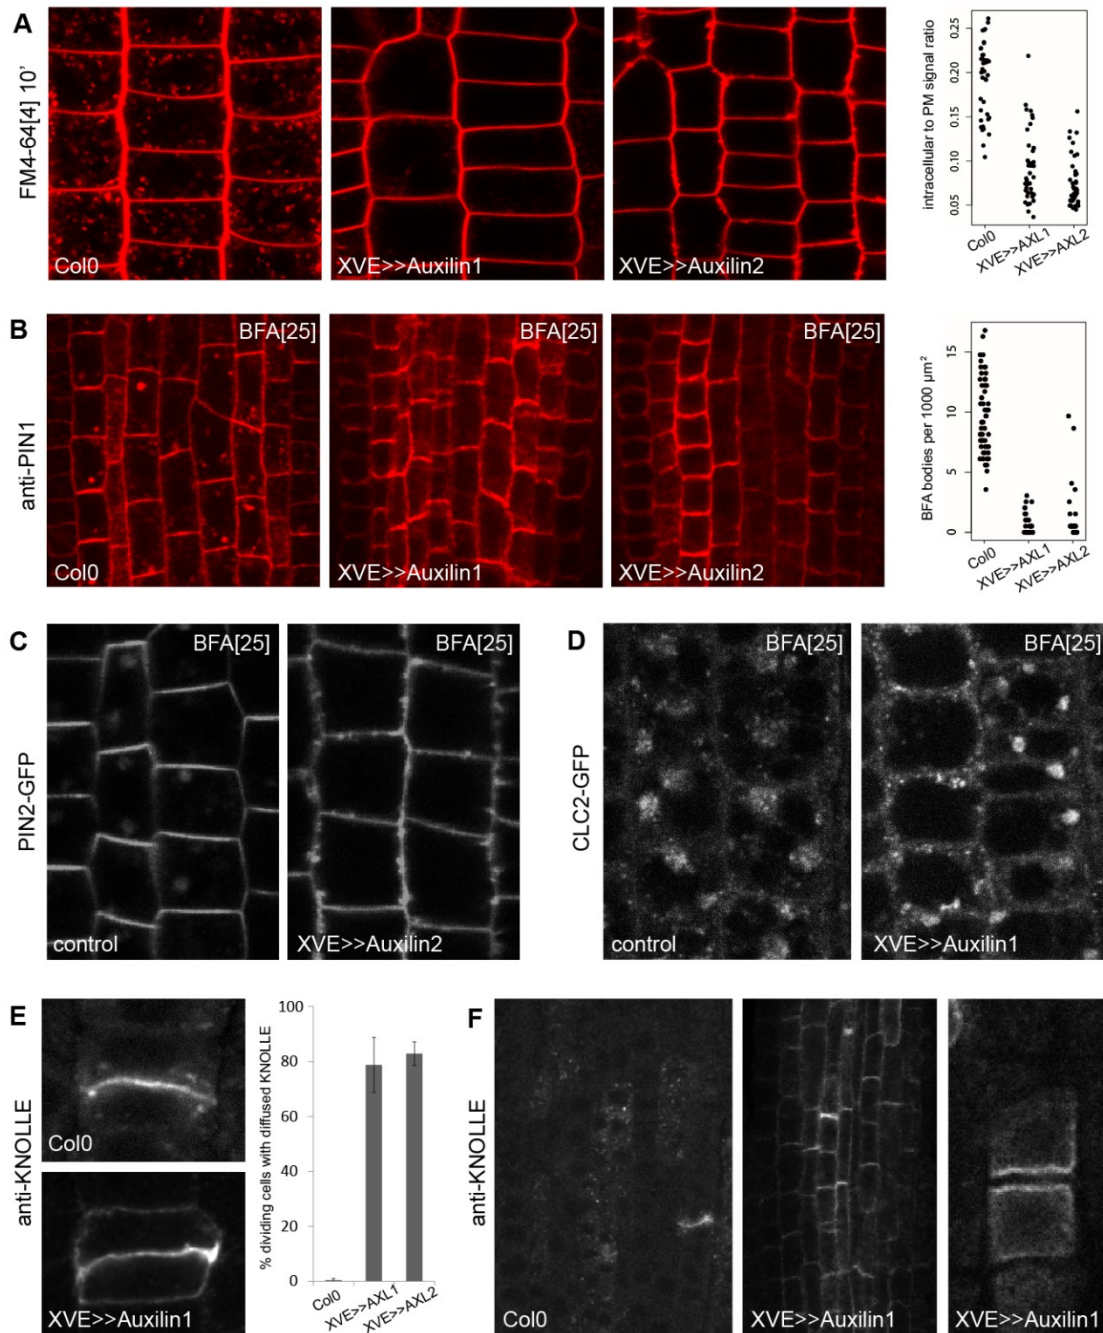 A
FM4-64[4] 10'
Col0
XVE>>Auxilin1
XVE>>Auxilin2
intracellular to PM signal ratio
0.25
0.20
0.15
0.10
0.05
Col0
XVE>>AXL1
XVE>>AXL2
B
anti-PIN1
BFA[25]
Col0
BFA[25]
XVE>>Auxilin1
BFA[25]
XVE>>Auxilin2
BFA bodies per 1000 µm²
15
10
5
0
Col0
XVE>>AXL1
XVE>>AXL2
C
PIN2-GFP
BFA[25]
control
BFA[25]
XVE>>Auxilin2
D
CLC2-GFP
BFA[25]
control
BFA[25]
XVE>>Auxilin1
E
anti-KNOLLE
Col0
XVE>>Auxilin1
% dividing cells with diffused KNOLLE
100
80
60
40
20
0
Col0
XVE>>AXL1
XVE>>AXL2
F
anti-KNOLLE
Col0
XVE>>Auxilin1
XVE>>Auxilin1